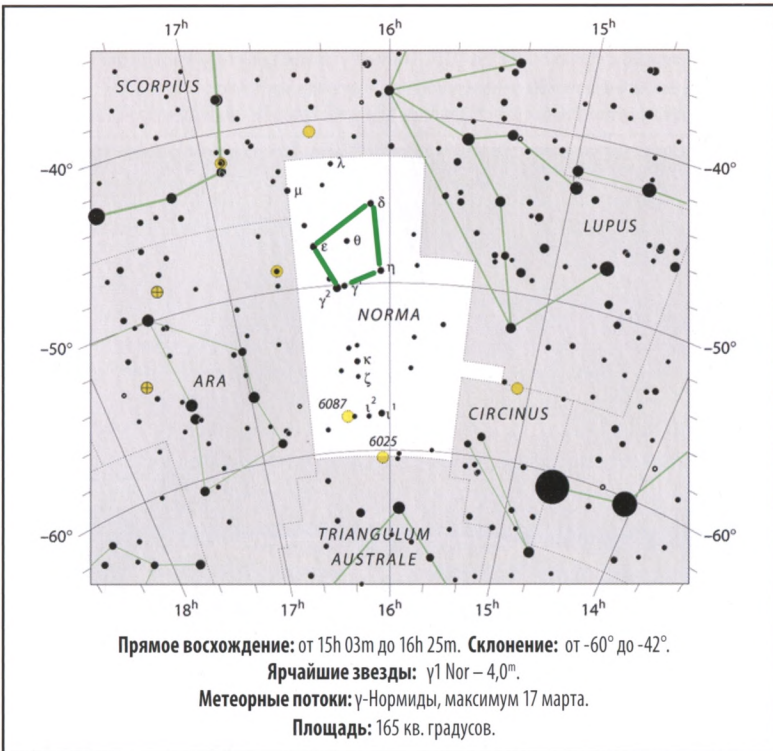 17h 16h 15h
SCORPIUS
−40° −40°
λ
μ
δ
LUPUS
ε θ
η
γ² γ¹
NORMA
−50° −50°
κ
ARA
ζ
6087 ι² ι¹
CIRCINUS
6025
−60° −60°
TRIANGULUM
AUSTRALE
18h 17h 16h 15h 14h
Прямое восхождение: от 15h 03m до 16h 25m. Склонение: от -60° до -42°.
Ярчайшие звезды: γ1 Nor – 4,0m.
Метеорные потоки: γ-Нормиды, максимум 17 марта.
Площадь: 165 кв. градусов.